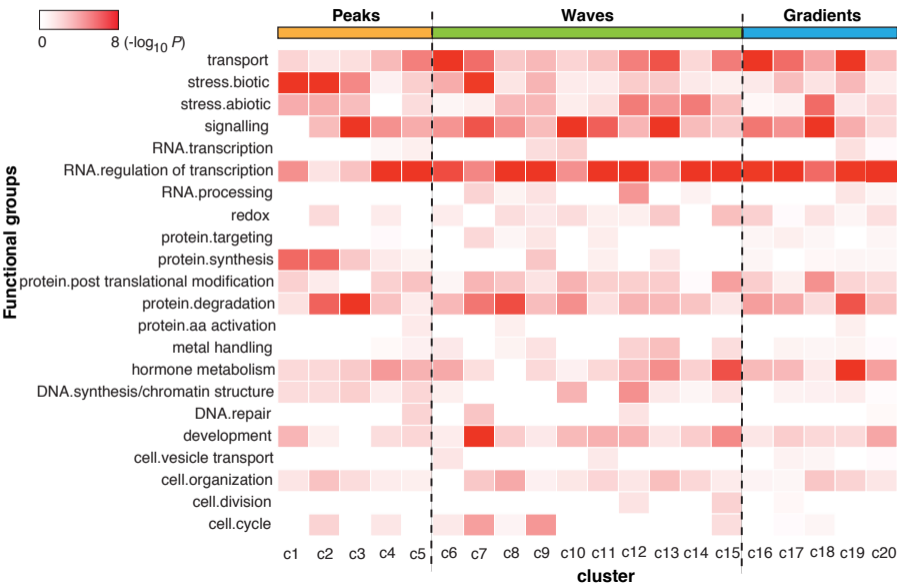 Peaks Waves Gradients
0 8 (-log10 P)
Functional groups
transport
stress.biotic
stress.abiotic
signalling
RNA.transcription
RNA.regulation of transcription
RNA.processing
redox
protein.targeting
protein.synthesis
protein.post translational modification
protein.degradation
protein.aa activation
metal handling
hormone metabolism
DNA.synthesis/chromatin structure
DNA.repair
development
cell.vesicle transport
cell.organization
cell.division
cell.cycle
c1 c2 c3 c4 c5 c6 c7 c8 c9 c10 c11 c12 c13 c14 c15 c16 c17 c18 c19 c20
cluster